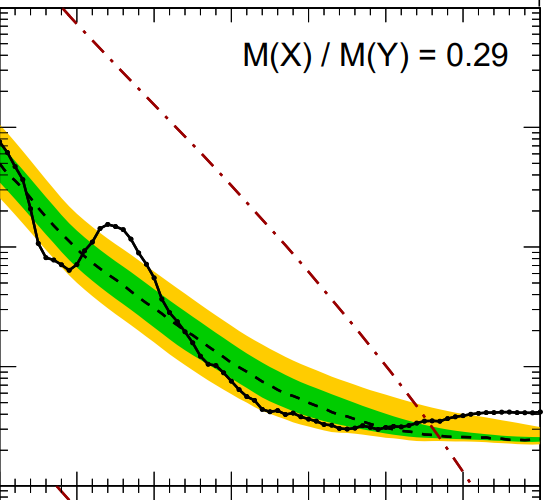 M(X) / M(Y) = 0.29